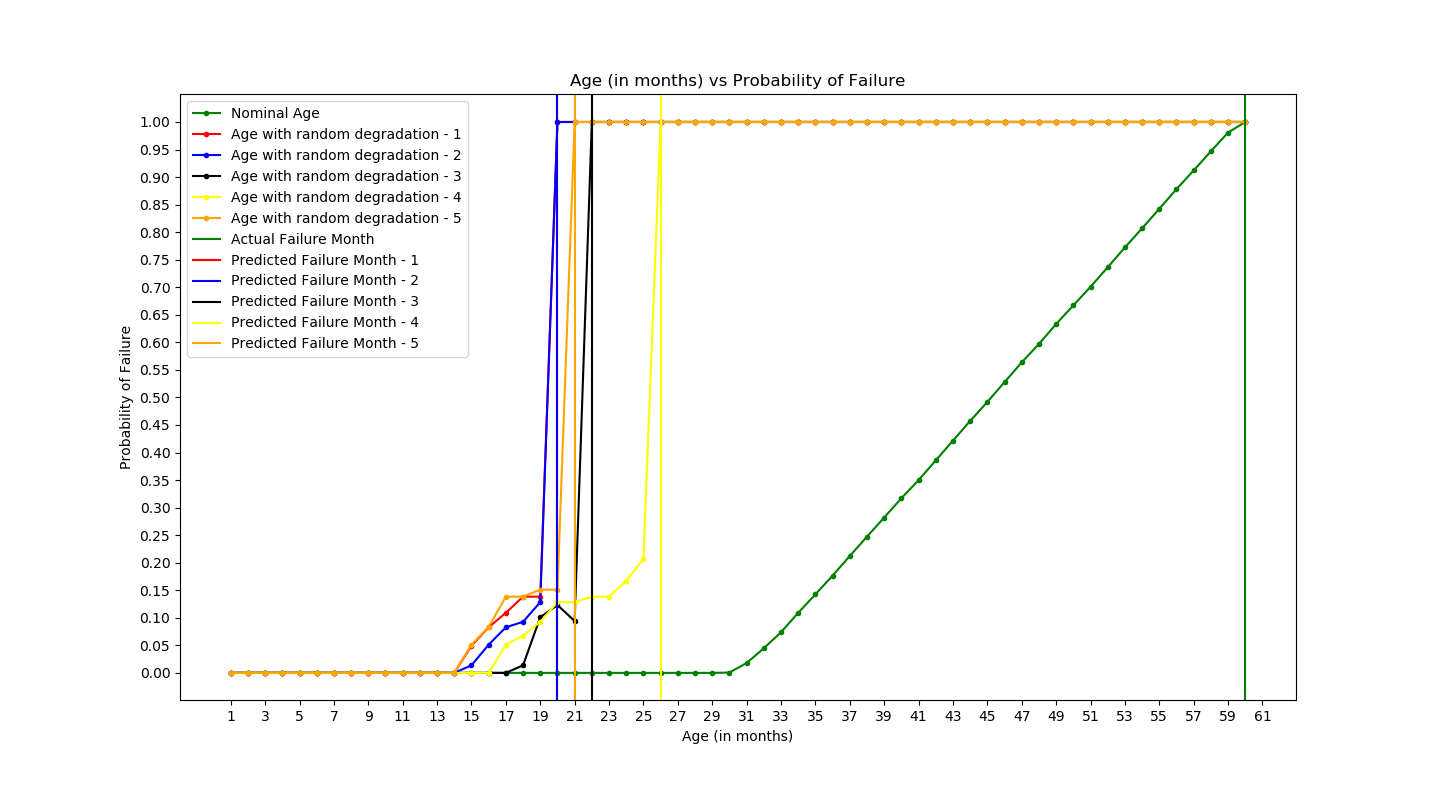 Age (in months) vs Probability of Failure
Nominal Age
Age with random degradation - 1
Age with random degradation - 2
Age with random degradation - 3
Age with random degradation - 4
Age with random degradation - 5
Actual Failure Month
Predicted Failure Month - 1
Predicted Failure Month - 2
Predicted Failure Month - 3
Predicted Failure Month - 4
Predicted Failure Month - 5
Probability of Failure
1.00
0.95
0.90
0.85
0.80
0.75
0.70
0.65
0.60
0.55
0.50
0.45
0.40
0.35
0.30
0.25
0.20
0.15
0.10
0.05
0.00
1 3 5 7 9 11 13 15 17 19 21 23 25 27 29 31 33 35 37 39 41 43 45 47 49 51 53 55 57 59 61
Age (in months)